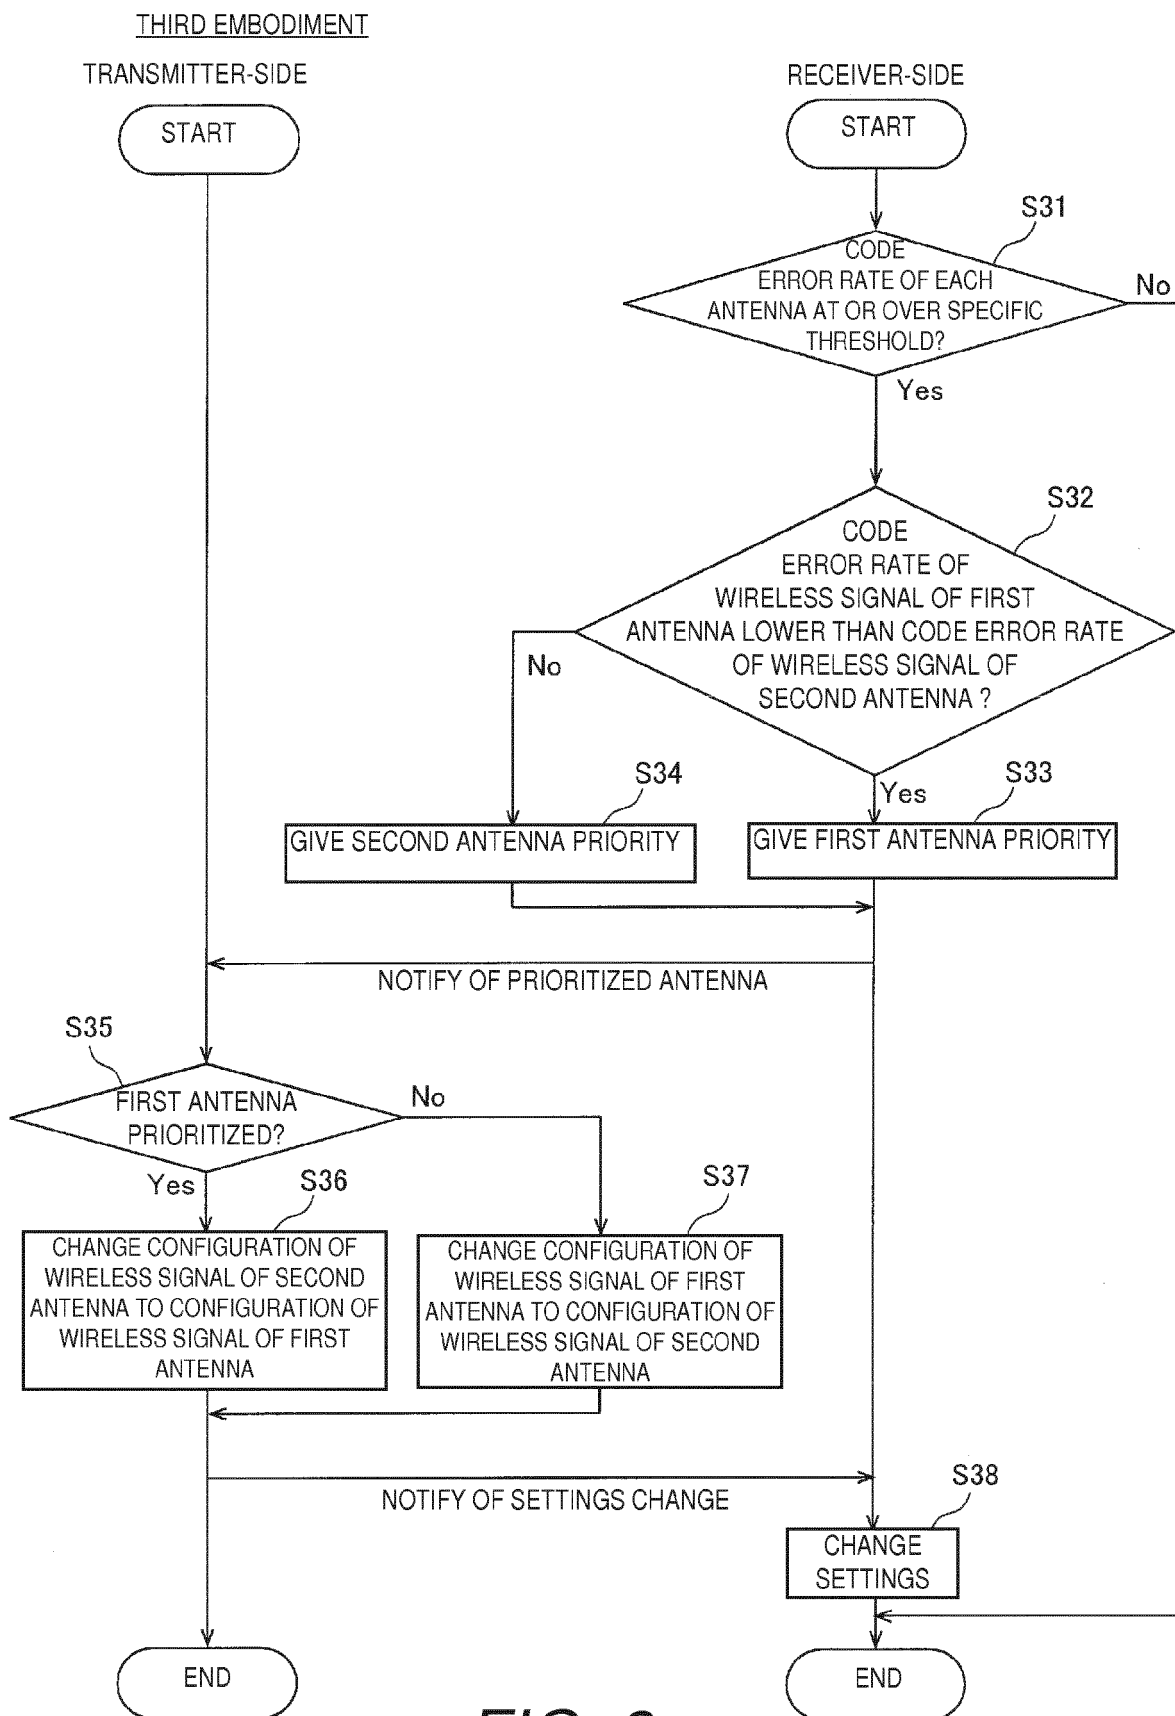 THIRD EMBODIMENT
TRANSMITTER-SIDE
RECEIVER-SIDE
START
START
S31
CODE
ERROR RATE OF EACH
ANTENNA AT OR OVER SPECIFIC
THRESHOLD?
No
Yes
S32
CODE
ERROR RATE OF
WIRELESS SIGNAL OF FIRST
ANTENNA LOWER THAN CODE ERROR RATE
OF WIRELESS SIGNAL OF
SECOND ANTENNA ?
No
Yes
S34
S33
GIVE SECOND ANTENNA PRIORITY
GIVE FIRST ANTENNA PRIORITY
NOTIFY OF PRIORITIZED ANTENNA
S35
FIRST ANTENNA
PRIORITIZED?
No
Yes
S36
S37
CHANGE CONFIGURATION OF
WIRELESS SIGNAL OF SECOND
ANTENNA TO CONFIGURATION OF
WIRELESS SIGNAL OF FIRST
ANTENNA
CHANGE CONFIGURATION OF
WIRELESS SIGNAL OF FIRST
ANTENNA TO CONFIGURATION OF
WIRELESS SIGNAL OF SECOND
ANTENNA
NOTIFY OF SETTINGS CHANGE
S38
CHANGE
SETTINGS
END
END
FIG.